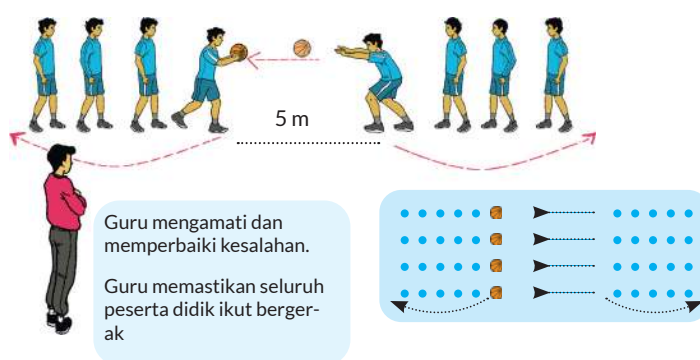 5 m
Guru mengamati dan
memperbaiki kesalahan.
Guru memastikan seluruh
peserta didik ikut berger-
ak